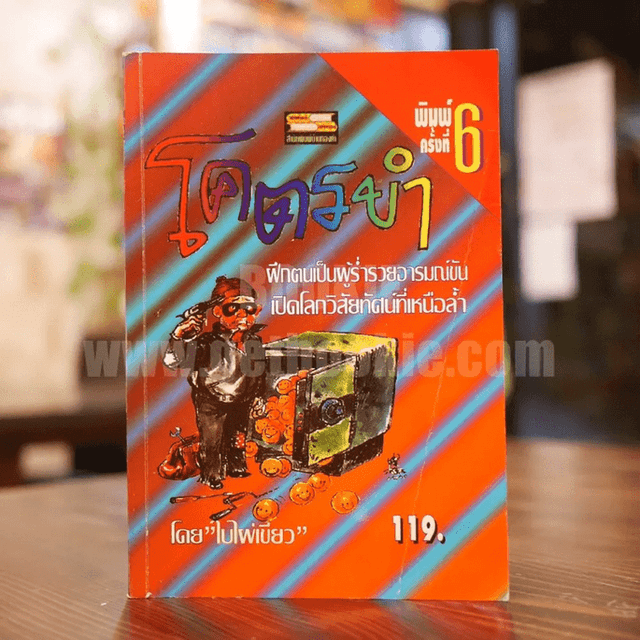 พิมพ์
ครั้งที่
6
โคตรยำ
ฝึกตนเป็นผู้ร่ำรวยอารมณ์ขัน
เปิดโลกวิสัยทัศน์ที่เหนือล้ำ
โดย"ใบไผ่เขียว"
119.